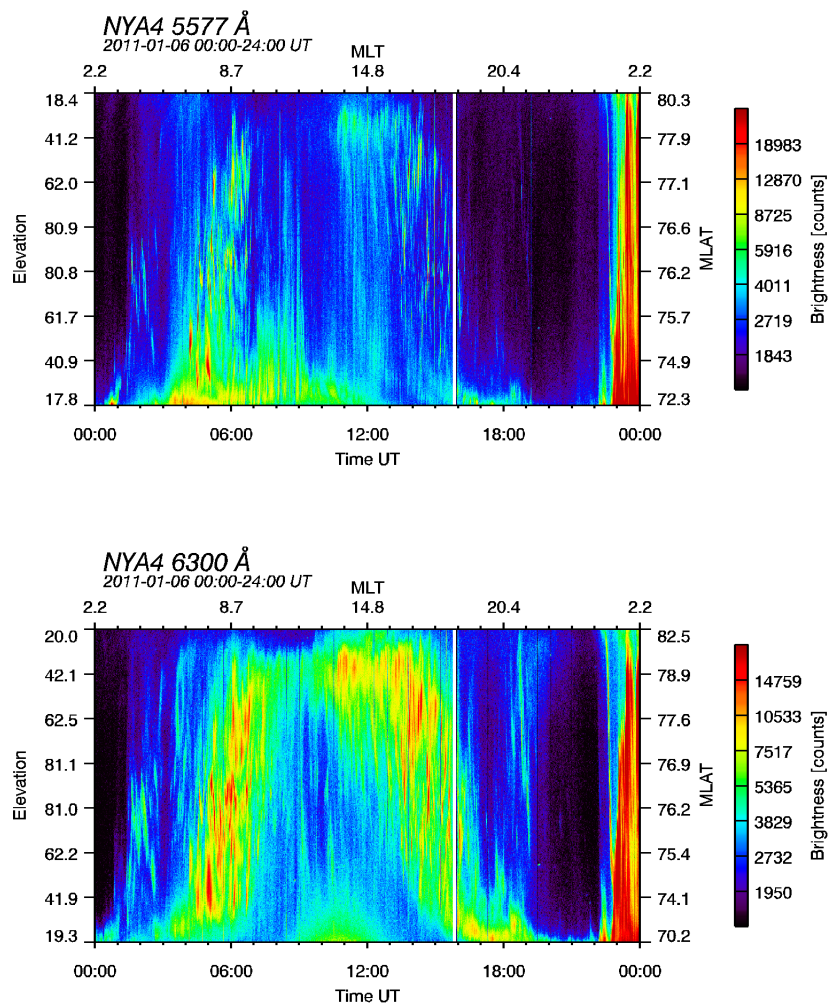 NYA4 5577 Å
2011-01-06 00:00-24:00 UT
MLT
2.2 8.7 14.8 20.4 2.2
18.4 80.3
41.2 77.9 18983
62.0 77.1 12870
80.9 76.6 8725
Elevation 80.8 76.2 MLAT 5916 Brightness [counts]
61.7 75.7 4011
40.9 74.9 2719
17.8 72.3 1843
00:00 06:00 12:00 18:00 00:00
Time UT
NYA4 6300 Å
2011-01-06 00:00-24:00 UT
MLT
2.2 8.7 14.8 20.4 2.2
20.0 82.5
42.1 78.9 14759
62.5 77.6 10533
81.1 76.9 7517
Elevation 81.0 76.2 MLAT 5365 Brightness [counts]
62.2 75.4 3829
41.9 74.1 2732
19.3 70.2 1950
00:00 06:00 12:00 18:00 00:00
Time UT